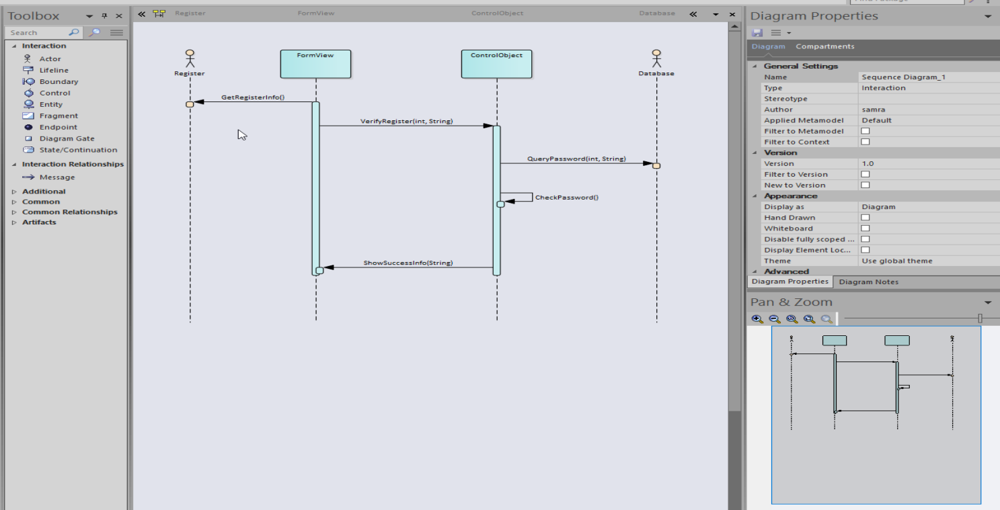 Toolbox
Search
Interaction
Actor
Lifeline
Boundary
Control
Entity
Fragment
Endpoint
Diagram Gate
State/Continuation
Interaction Relationships
Message
Additional
Common
Common Relationships
Artifacts
Register FormView ControlObject Database
Register
FormView
ControlObject
Database
GetRegisterInfo()
VerifyRegister(int, String)
QueryPassword(int, String)
CheckPassword()
ShowSuccessInfo(String)
Diagram Properties
Diagram Compartments
General Settings
Name Sequence Diagram_1
Type Interaction
Stereotype
Author samra
Applied Metamodel Default
Filter to Metamodel
Filter to Context
Version
Version 1.0
Filter to Version
New to Version
Appearance
Display as Diagram
Hand Drawn
Whiteboard
Disable fully scoped ...
Display Element Loc...
Theme Use global theme
Advanced
Diagram Properties Diagram Notes
Pan & Zoom